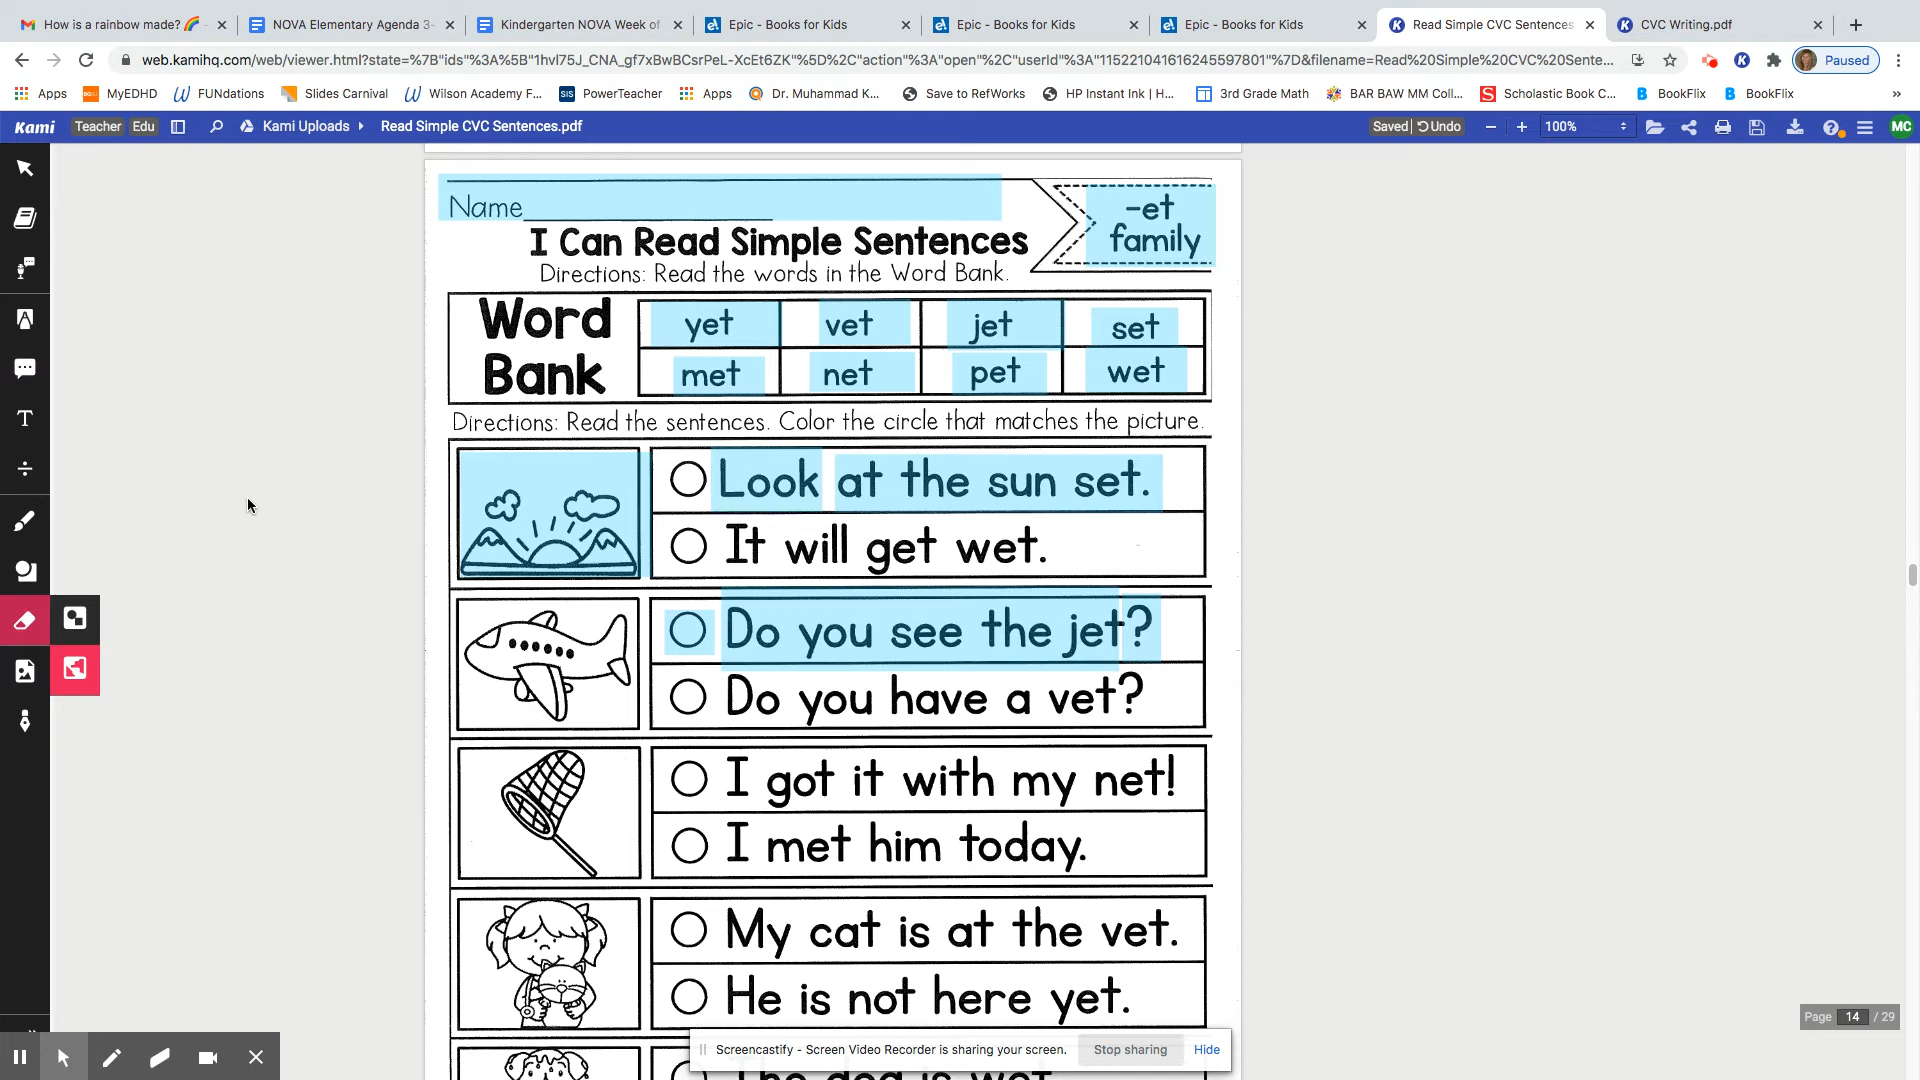 How is a rainbow made? 🌈 -
NOVA Elementary Agenda 3-
Kindergarten NOVA Week of
Epic - Books for Kids
Epic - Books for Kids
Epic - Books for Kids
Read Simple CVC Sentences
CVC Writing.pdf
web.kamihq.com/web/viewer.html?state=%7B"ids"%3A%5B"1hvl75J_CNA_gf7xBwBCsrPeL-XcEt6ZK"%5D%2C"action"%3A"open"%2C"userId"%3A"115221041616245597801"%7D&filename=Read%20Simple%20CVC%20Sente...
Paused
Apps
MyEDHD
FUNdations
Slides Carnival
Wilson Academy F...
PowerTeacher
Apps
Dr. Muhammad K...
Save to RefWorks
HP Instant Ink | H...
3rd Grade Math
BAR BAW MM Coll...
Scholastic Book C...
BookFlix
BookFlix
Kami
Teacher
Edu
Kami Uploads
Read Simple CVC Sentences.pdf
Saved
Undo
100%
MC
Name
-et
family
I Can Read Simple Sentences
Directions: Read the words in the Word Bank.
Word
Bank
yet vet jet set
met net pet wet
Directions: Read the sentences. Color the circle that matches the picture.
Look at the sun set.
It will get wet.
Do you see the jet?
Do you have a vet?
I got it with my net!
I met him today.
My cat is at the vet.
He is not here yet.
The dog is wet
Page 14 / 29
Screencastify - Screen Video Recorder is sharing your screen.
Stop sharing
Hide